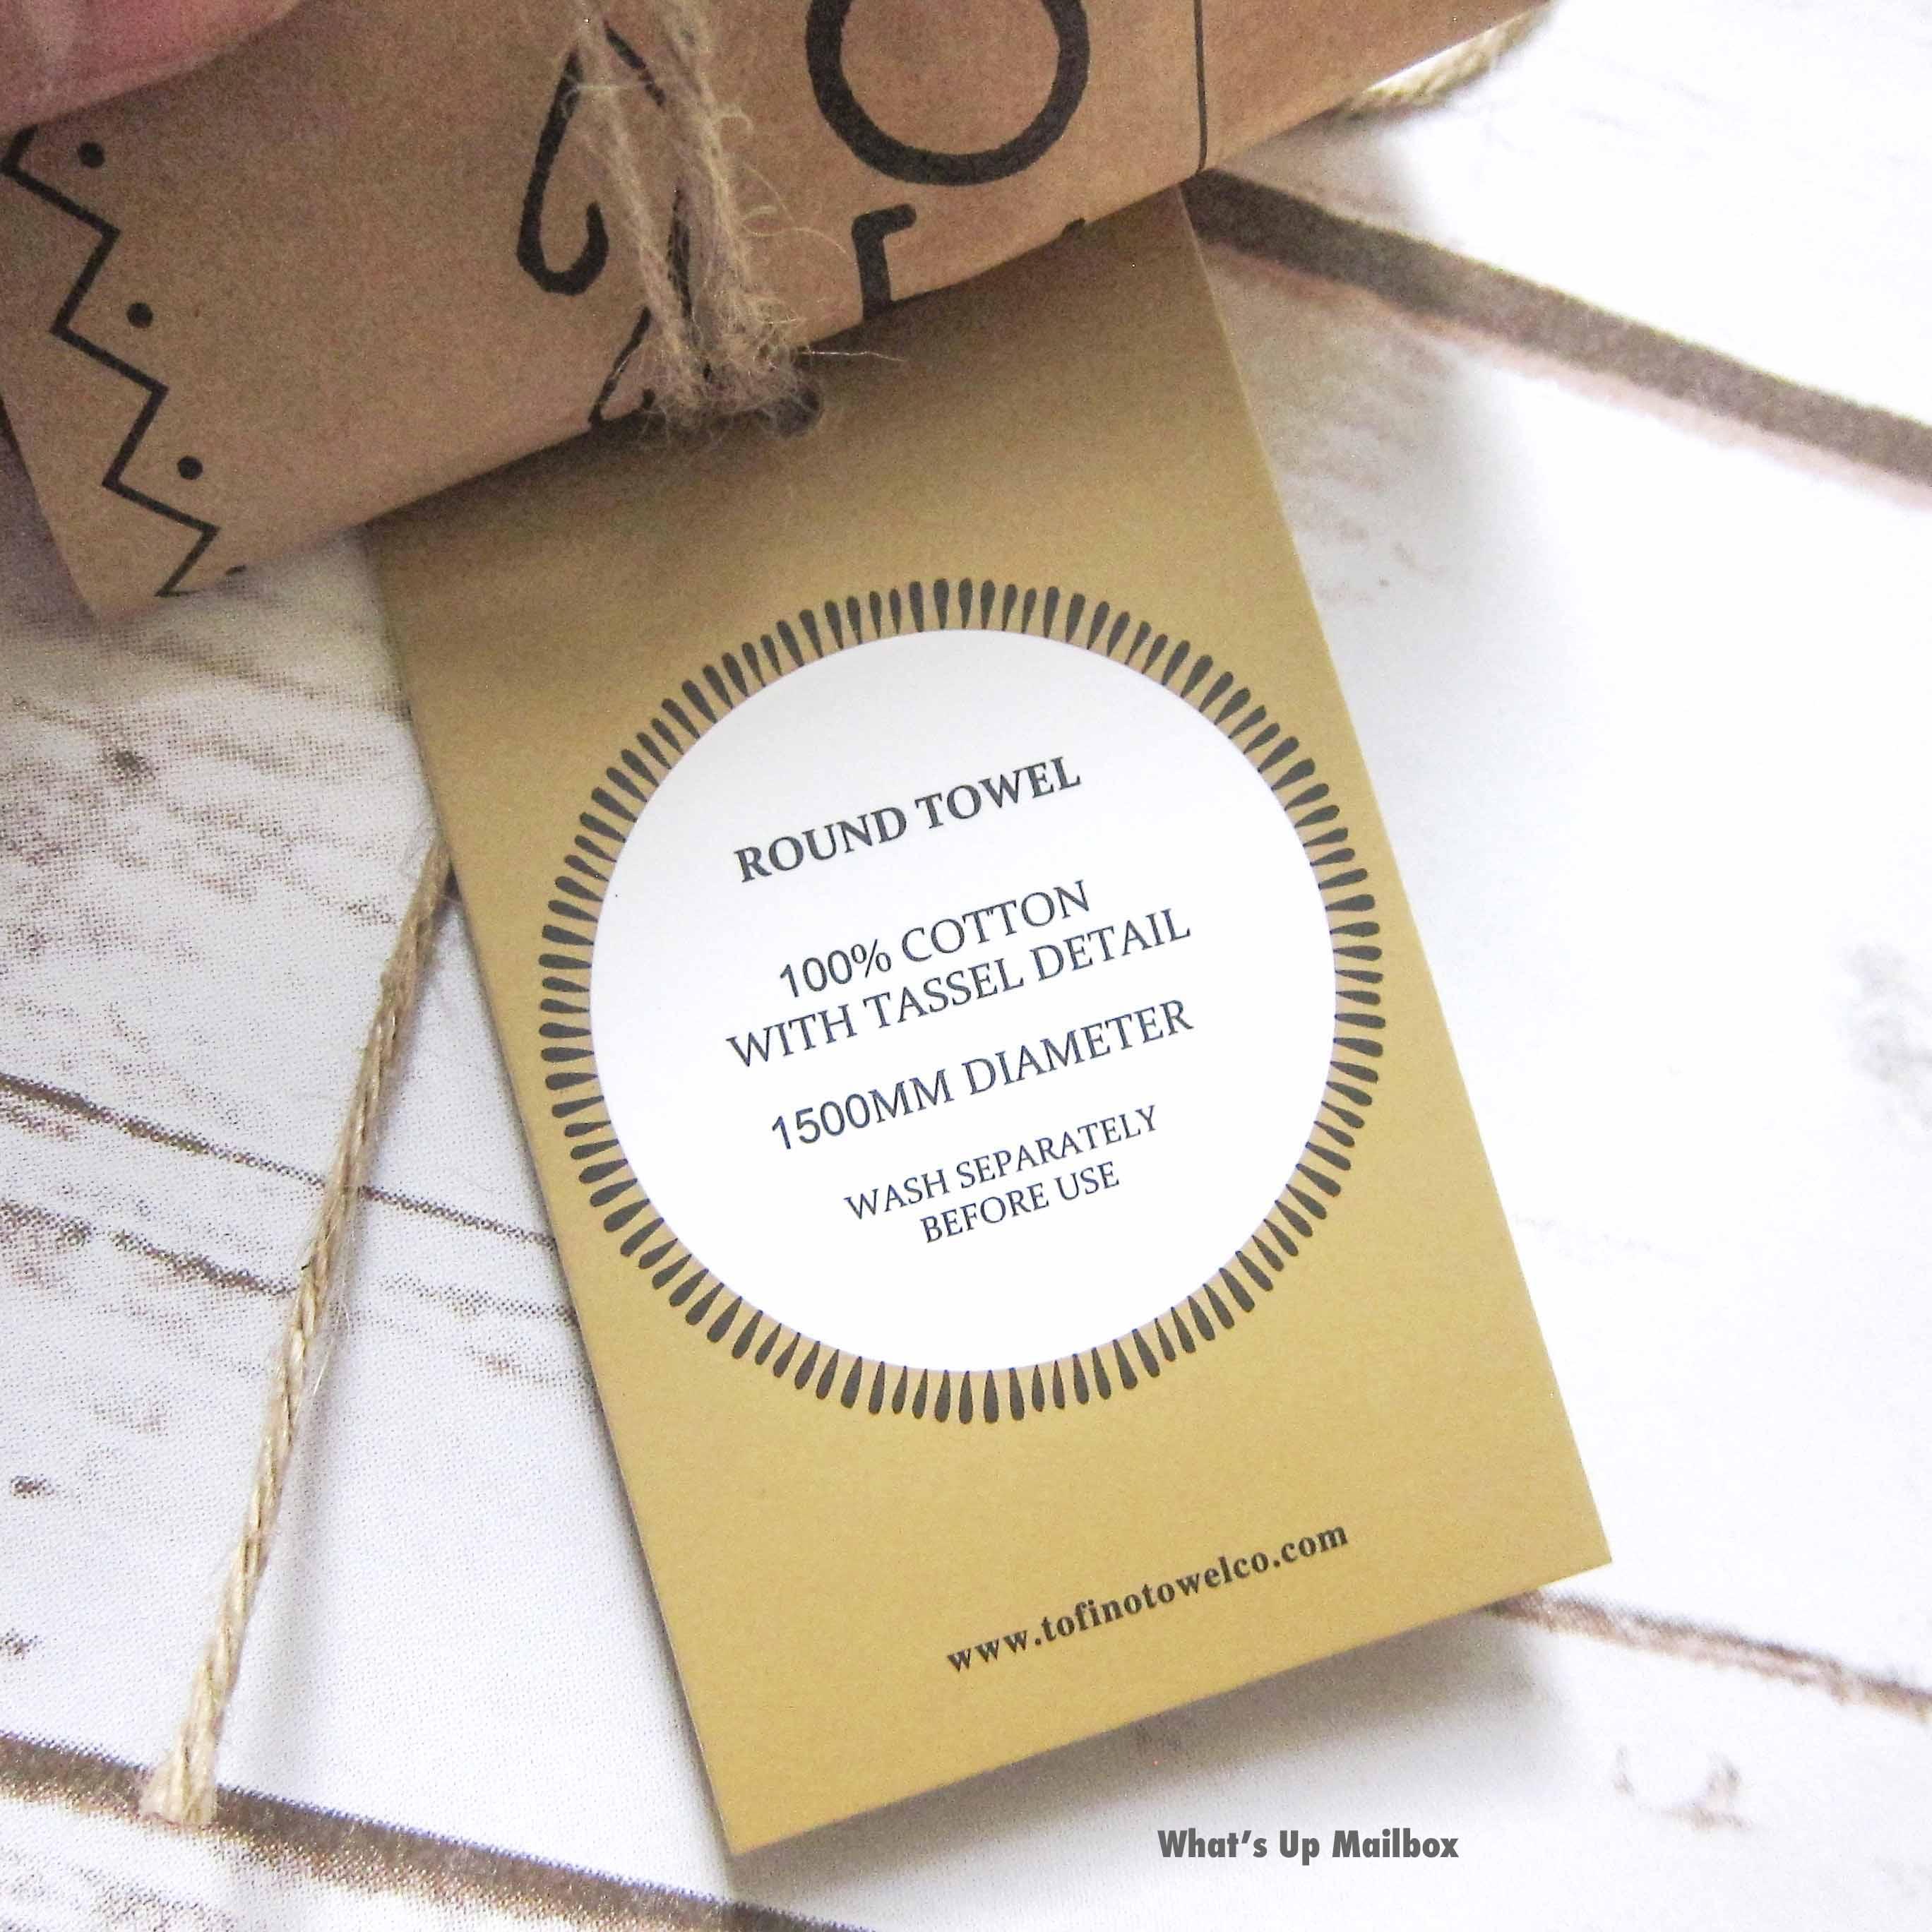 ROUND TOWEL
100% COTTON
WITH TASSEL DETAIL
1500MM DIAMETER
WASH SEPARATELY
BEFORE USE
www.tofinotowelco.com
What's Up Mailbox